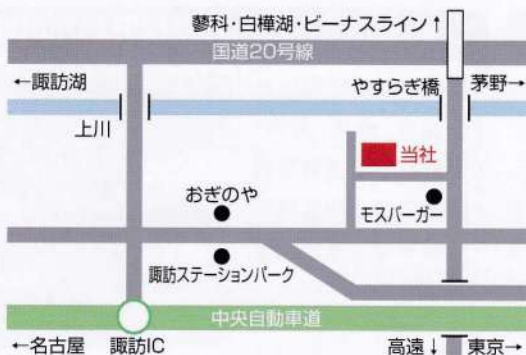 蓼科・白樺湖・ビーナスライン↑
国道20号線
←諏訪湖
やすらぎ橋
茅野→
上川
当社
おぎのや
モスバーガー
諏訪ステーションパーク
中央自動車道
←名古屋
諏訪IC
高遠↓
東京→